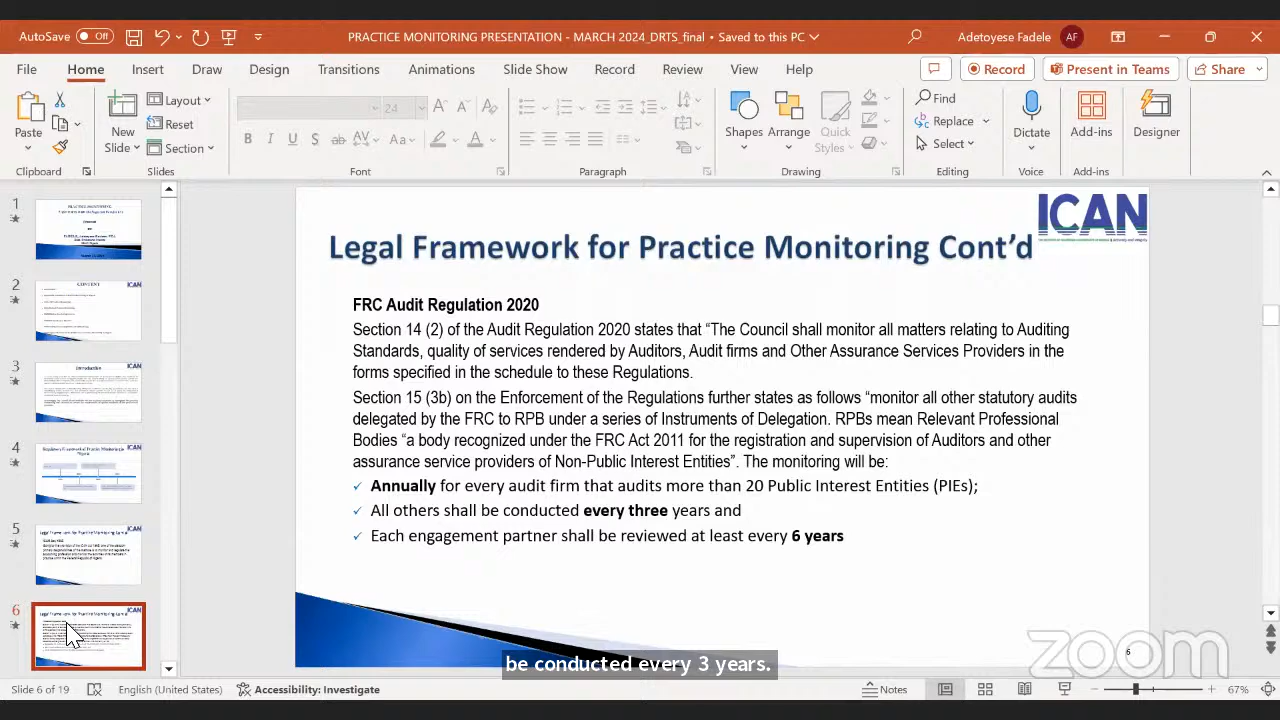 AutoSave Off PRACTICE MONITORING PRESENTATION - MARCH 2024_DRTS_final • Saved to this PC Adetoyese Fadele AF
File Home Insert Draw Design Transitions Animations Slide Show Record Review View Help Record Present in Teams Share
Paste New Slide Layout Reset Section 24 Shapes Arrange Quick Styles Find Replace Select Dictate Add-ins Designer
Clipboard Slides Font Paragraph Drawing Editing Voice Add-ins
1
2
CONTENT
3
Introduction
4
5
6
ICAN
Legal Framework for Practice Monitoring Cont'd
FRC Audit Regulation 2020
Section 14 (2) of the Audit Regulation 2020 states that “The Council shall monitor all matters relating to Auditing
Standards, quality of services rendered by Auditors, Audit firms and Other Assurance Services Providers in the
forms specified in the schedule to these Regulations.
Section 15 (3b) on the Enforcement of the Regulations further states as follows “monitor all other statutory audits
delegated by the FRC to RPB under a series of Instruments of Delegation. RPBs mean Relevant Professional
Bodies “a body recognized under the FRC Act 2011 for the registration and supervision of Auditors and other
assurance service providers of Non-Public Interest Entities”. The monitoring will be:
Annually for every audit firm that audits more than 20 Public Interest Entities (PIEs);
✓ All others shall be conducted every three years and
✓ Each engagement partner shall be reviewed at least every 6 years
6
zoom
be conducted every 3 years.
Slide 6 of 19 English (United States) Accessibility: Investigate Notes 67%